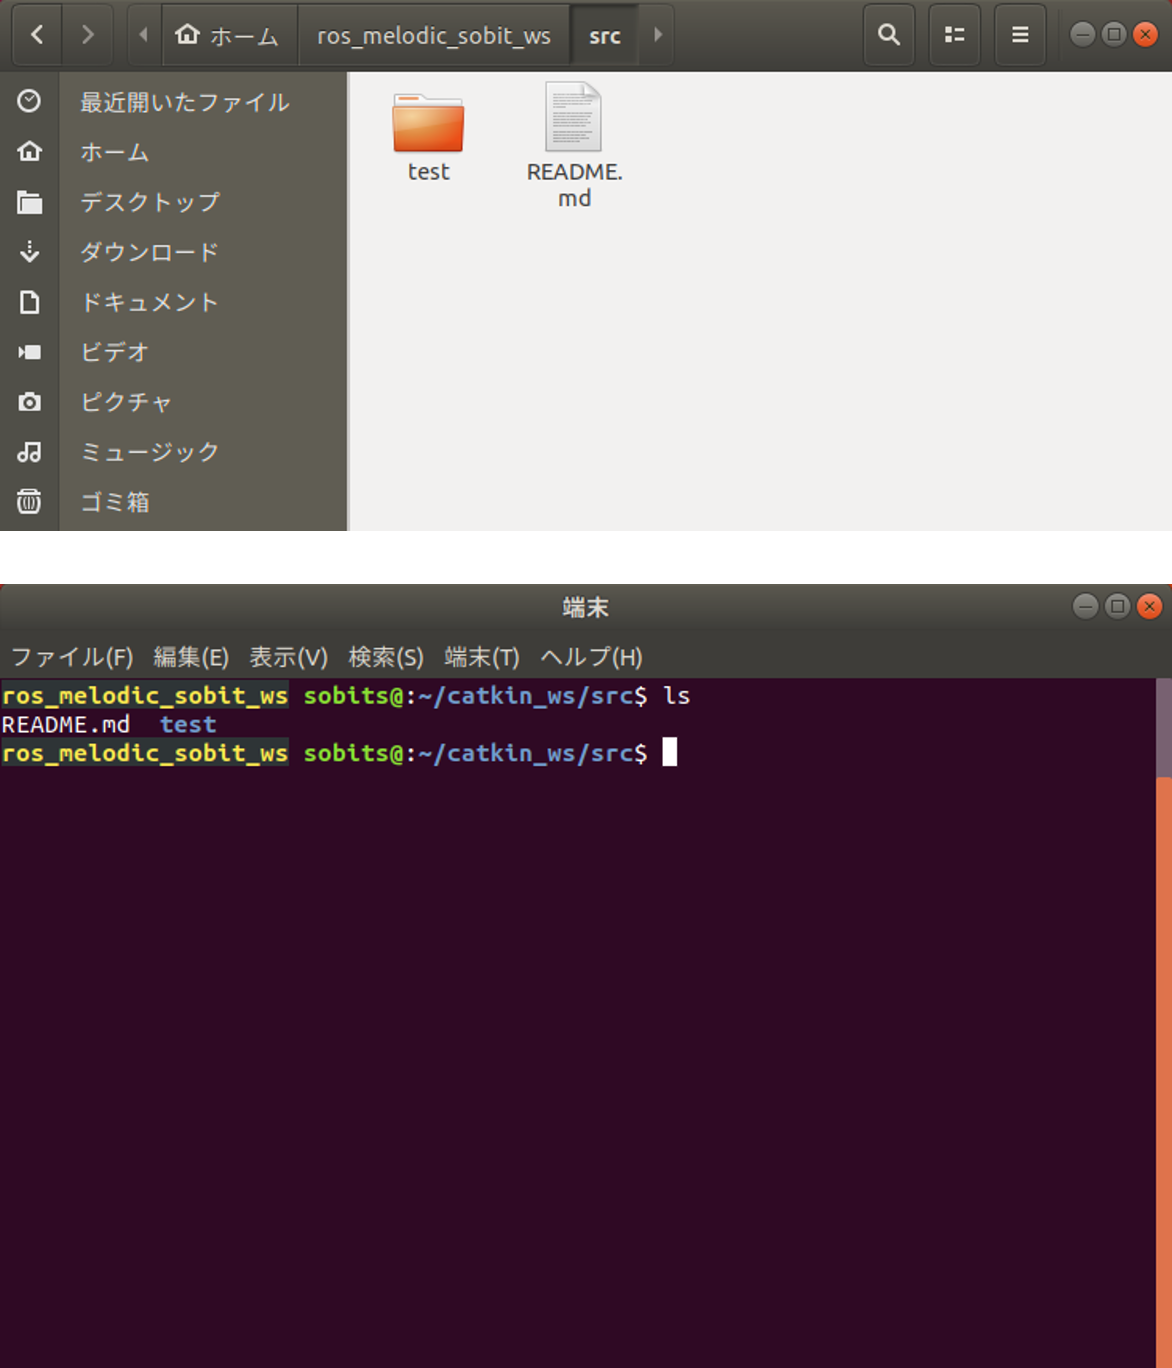 ホーム ros_melodic_sobit_ws src
最近開いたファイル
ホーム
デスクトップ
ダウンロード
ドキュメント
ビデオ
ピクチャ
ミュージック
ゴミ箱
test
README.
md
端末
ファイル(F) 編集(E) 表示(V) 検索(S) 端末(T) ヘルプ(H)
ros_melodic_sobit_ws sobits@:~/catkin_ws/src$ ls
README.md test
ros_melodic_sobit_ws sobits@:~/catkin_ws/src$